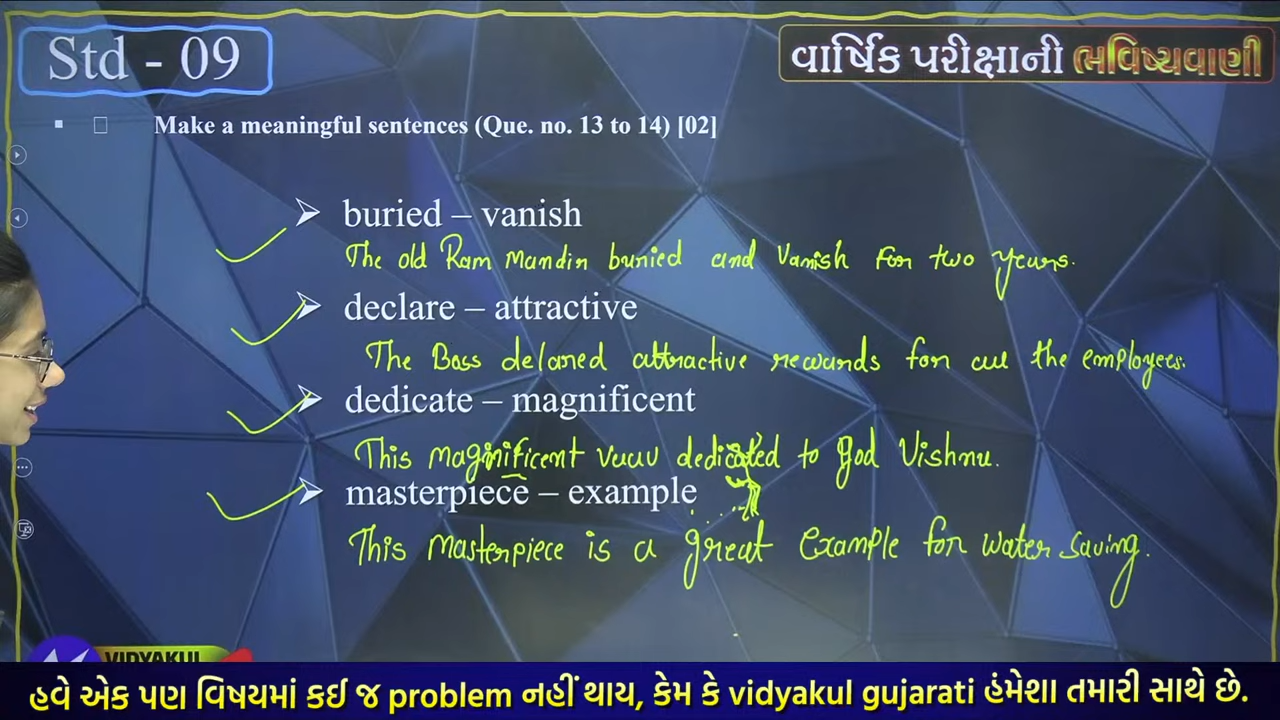 Std - 09
વાર્ષિક પરીક્ષાની ભવિષ્યવાણી
Make a meaningful sentences (Que. no. 13 to 14) [02]
buried – vanish
The old Ram Mandir buried and vanish for two years.
declare – attractive
The Boss delared attractive rewards for all the employees.
dedicate – magnificent
This magnificent vaav dedicated to god Vishnu.
masterpiece – example
This masterpiece is a great example for water saving.
VIDYAKUL
હવે એક પણ વિષયમાં કઈ જ problem નહીં થાય, કેમ કે vidyakul gujarati હંમેશા તમારી સાથે છે.